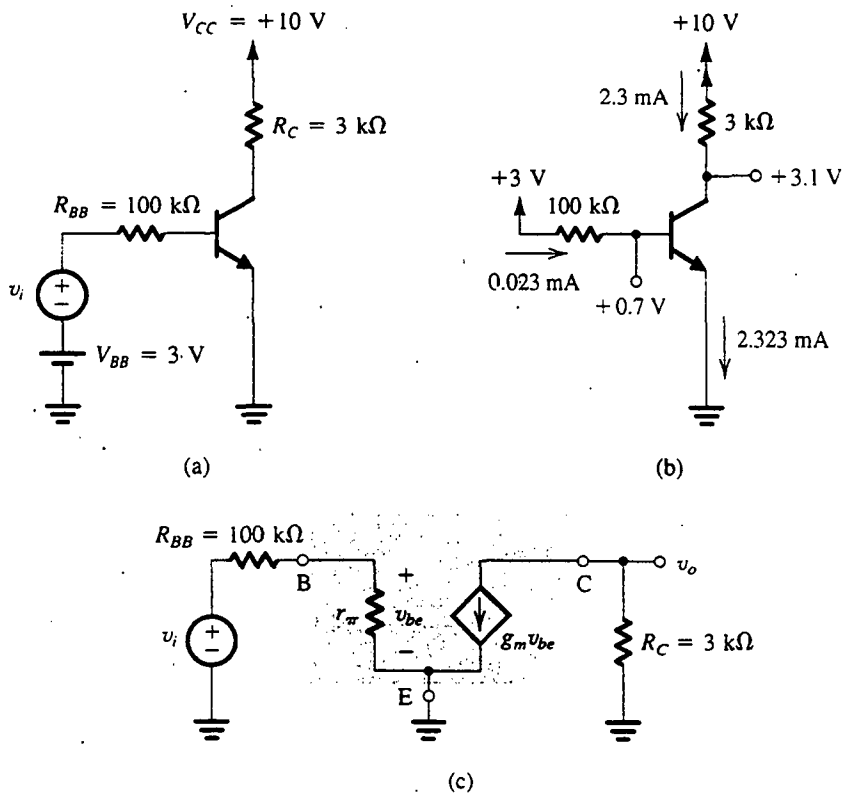 V_CC = +10 V
R_C = 3 kΩ
R_BB = 100 kΩ
v_i
+
−
V_BB = 3 V
(a)
+10 V
2.3 mA
3 kΩ
+3.1 V
+3 V
100 kΩ
0.023 mA
+0.7 V
2.323 mA
(b)
R_BB = 100 kΩ
B
+
C
v_o
v_i
+
−
r_π
v_be
g_m v_be
R_C = 3 kΩ
−
E
(c)